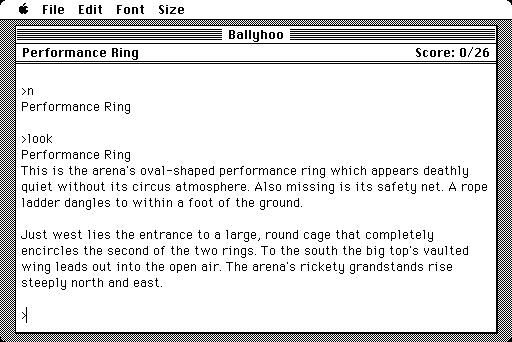 File Edit Font Size
Ballyhoo
Performance Ring Score: 0/26
>n
Performance Ring
>look
Performance Ring
This is the arena's oval-shaped performance ring which appears deathly
quiet without its circus atmosphere. Also missing is its safety net. A rope
ladder dangles to within a foot of the ground.
Just west lies the entrance to a large, round cage that completely
encircles the second of the two rings. To the south the big top's vaulted
wing leads out into the open air. The arena's rickety grandstands rise
steeply north and east.
>